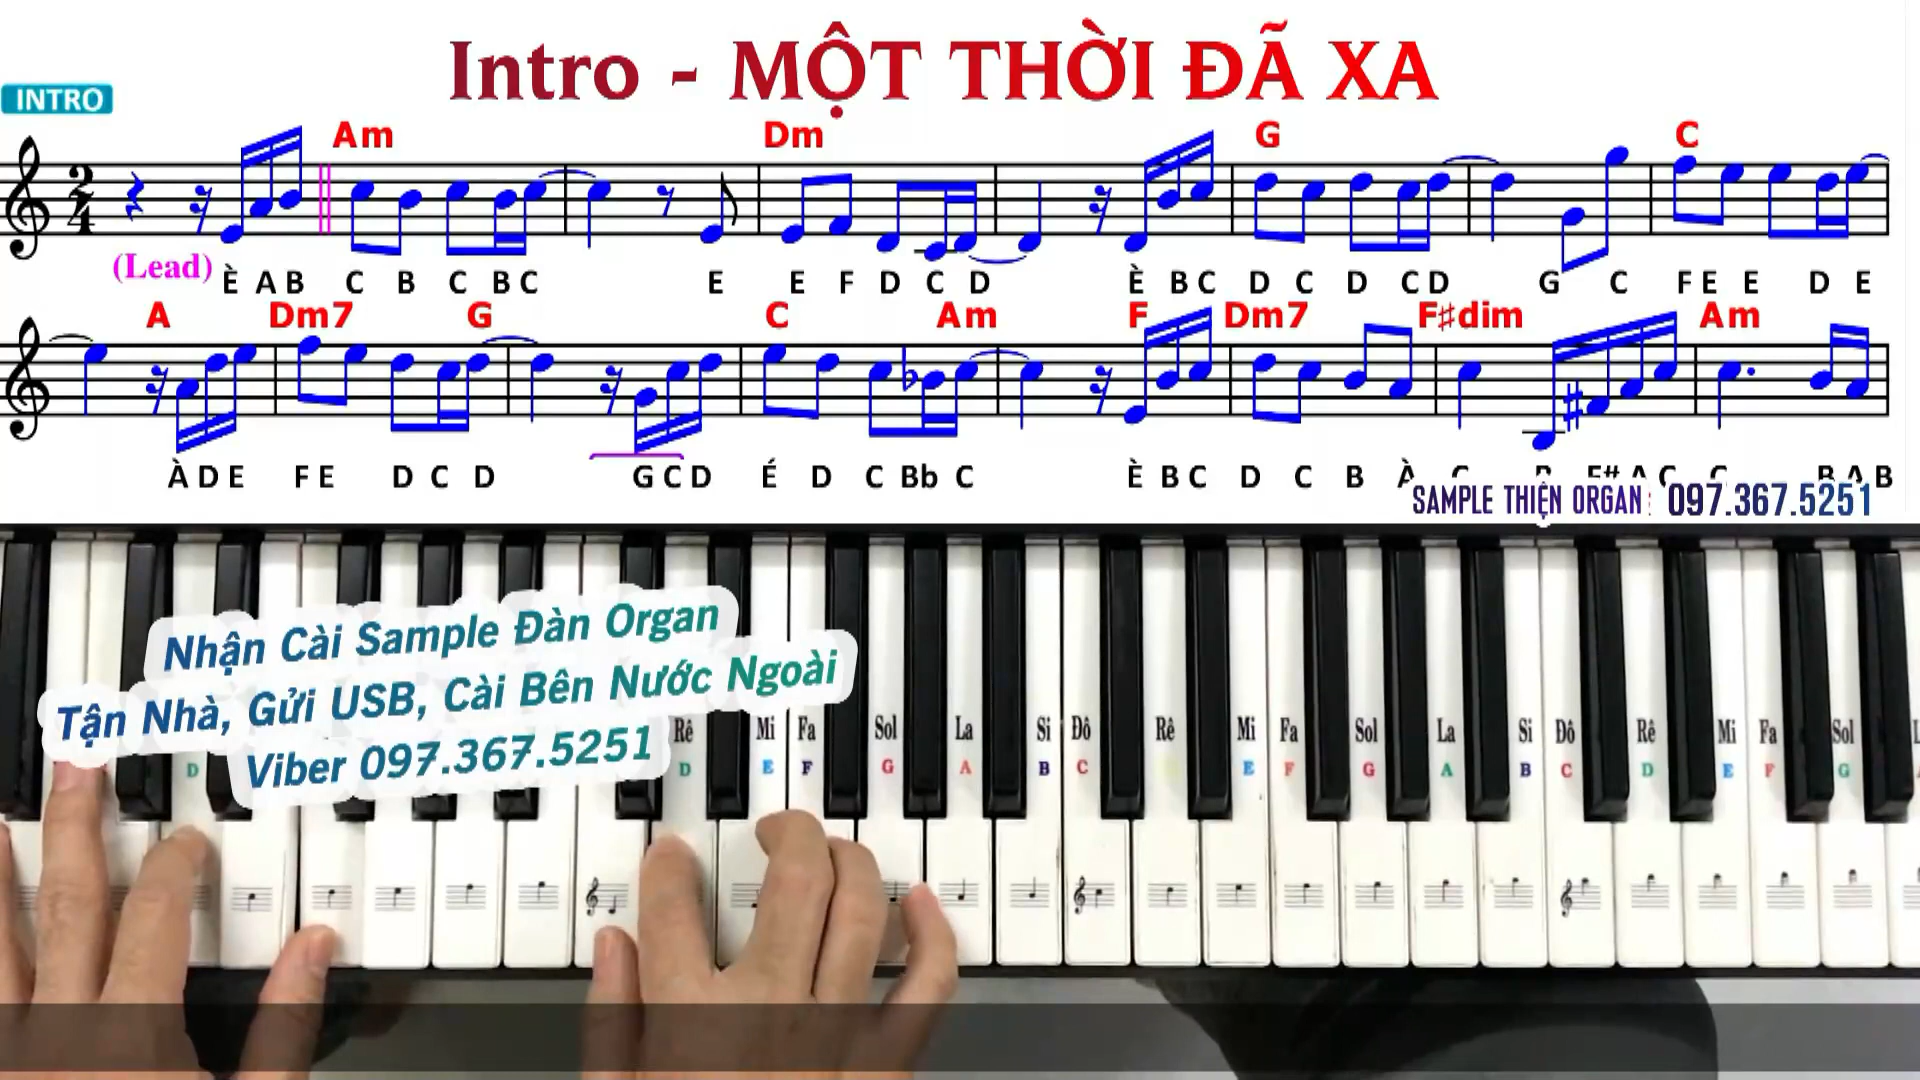 Intro - MỘT THỜI ĐÃ XA
INTRO
Am Dm G C
2
4
(Lead) È A B C B C B C E E F D C D È B C D C D C D G C F E E D E
A Dm7 G C Am F Dm7 F♯dim Am
À D E F E D C D G C D É D C Bb C È B C D C B À C B F# A C C B A B
SAMPLE THIỆN ORGAN : 097.367.5251
Nhận Cài Sample Đàn Organ
Tận Nhà, Gửi USB, Cài Bên Nước Ngoài
Viber 097.367.5251
Rê Mi Fa Sol La Si Đô Rê Mi Fa Sol La Si Đô Rê Mi Fa Sol
D D E F G A B C E F G A B C D E F G